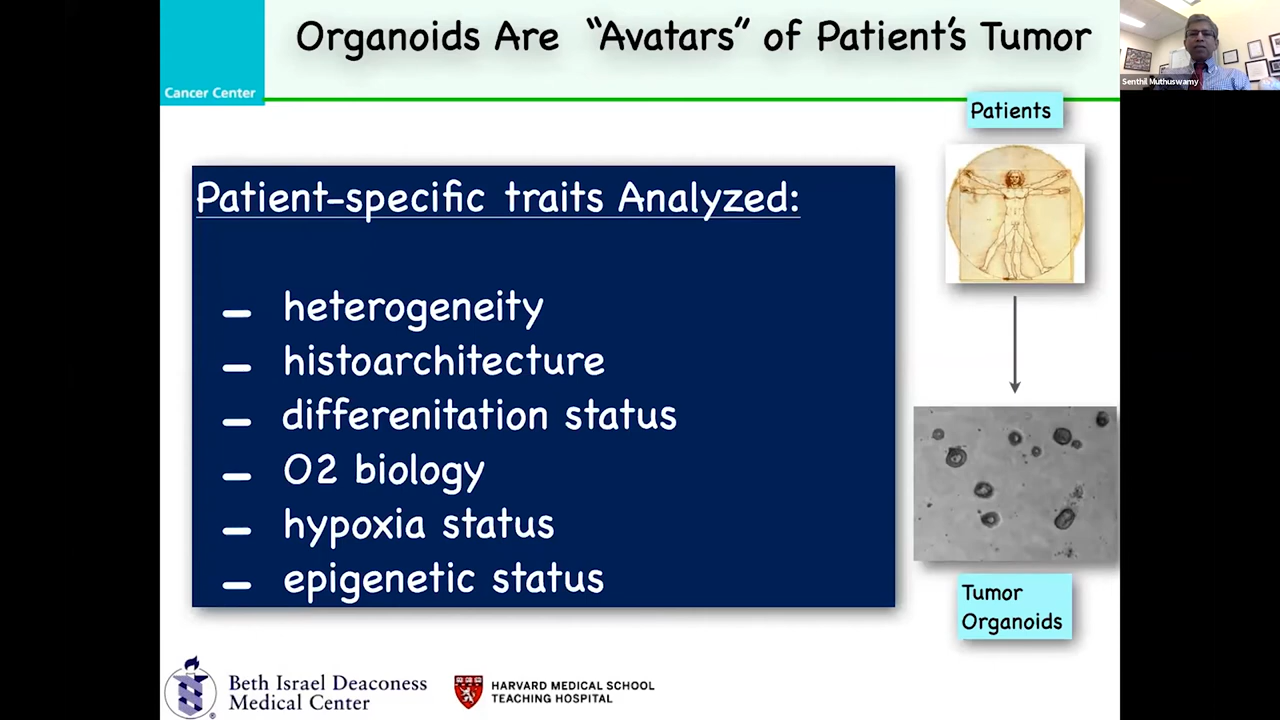 Organoids Are “Avatars” of Patient’s Tumor
Cancer Center
Senthil Muthuswamy
Patients
Patient-specific traits Analyzed:
– heterogeneity
– histoarchitecture
– differenitation status
– O2 biology
– hypoxia status
– epigenetic status
Tumor
Organoids
Beth Israel Deaconess
Medical Center
®
HARVARD MEDICAL SCHOOL
TEACHING HOSPITAL